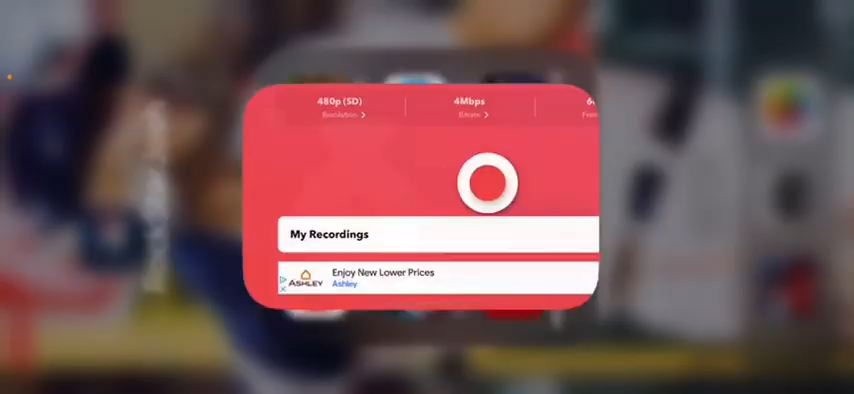 480p (SD)
4Mbps
Resolution
Bitrate
My Recordings
Enjoy New Lower Prices
ASHLEY
Ashley